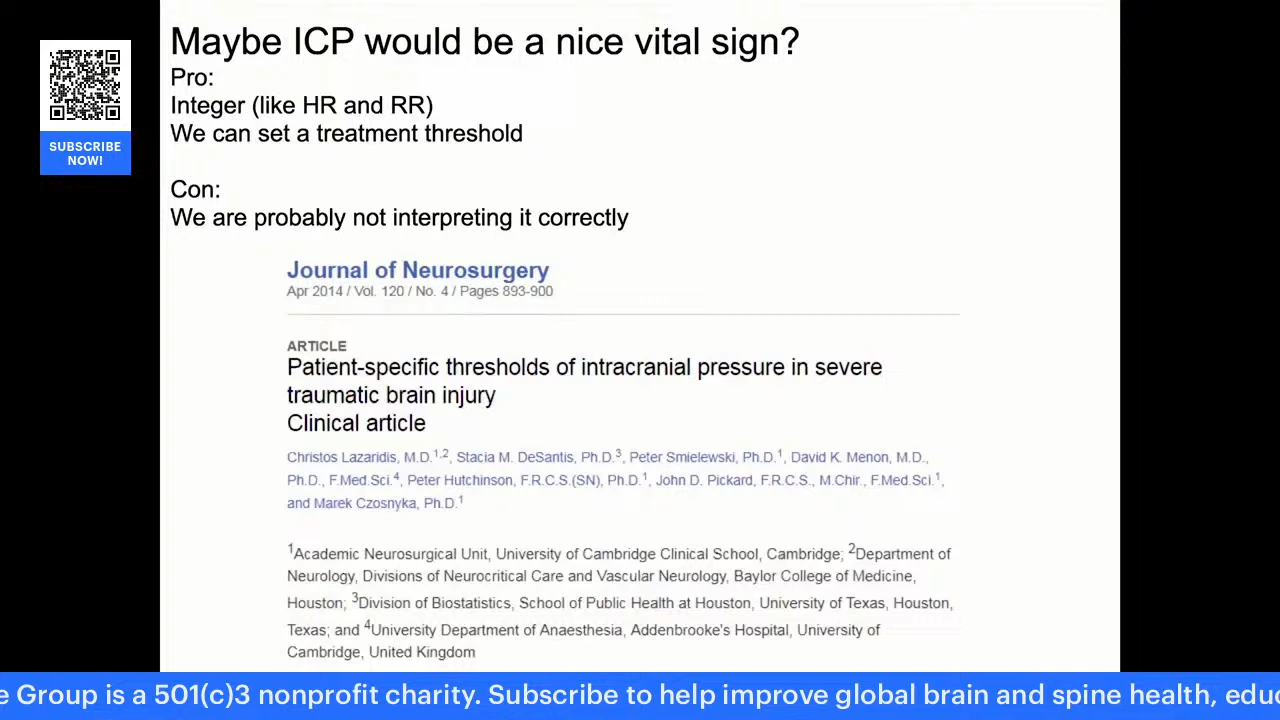 Maybe ICP would be a nice vital sign?
Pro:
Integer (like HR and RR)
We can set a treatment threshold
Con:
We are probably not interpreting it correctly
SUBSCRIBE
NOW!
Journal of Neurosurgery
Apr 2014 / Vol. 120 / No. 4 / Pages 893-900
ARTICLE
Patient-specific thresholds of intracranial pressure in severe
traumatic brain injury
Clinical article
Christos Lazaridis, M.D.1,2, Stacia M. DeSantis, Ph.D.3, Peter Smielewski, Ph.D.1, David K. Menon, M.D.,
Ph.D., F.Med.Sci.4, Peter Hutchinson, F.R.C.S.(SN), Ph.D.1, John D. Pickard, F.R.C.S., M.Chir., F.Med.Sci.1,
and Marek Czosnyka, Ph.D.1
1Academic Neurosurgical Unit, University of Cambridge Clinical School, Cambridge; 2Department of
Neurology, Divisions of Neurocritical Care and Vascular Neurology, Baylor College of Medicine,
Houston; 3Division of Biostatistics, School of Public Health at Houston, University of Texas, Houston,
Texas; and 4University Department of Anaesthesia, Addenbrooke's Hospital, University of
Cambridge, United Kingdom
e Group is a 501(c)3 nonprofit charity. Subscribe to help improve global brain and spine health, educ